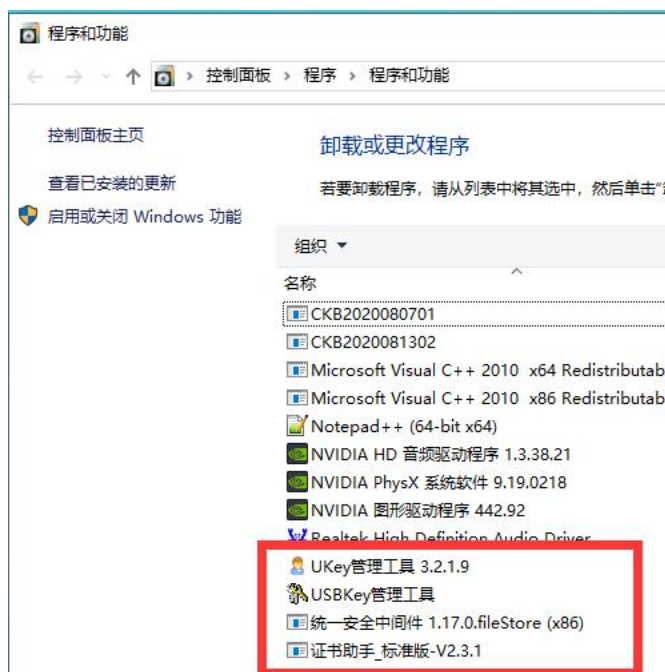 程序和功能
控制面板 › 程序 › 程序和功能
控制面板主页
卸载或更改程序
查看已安装的更新
若要卸载程序，请从列表中将其选中，然后单击“
启用或关闭 Windows 功能
组织
名称
CKB2020080701
CKB2020081302
Microsoft Visual C++ 2010 x64 Redistributab
Microsoft Visual C++ 2010 x86 Redistributab
Notepad++ (64-bit x64)
NVIDIA HD 音频驱动程序 1.3.38.21
NVIDIA PhysX 系统软件 9.19.0218
NVIDIA 图形驱动程序 442.92
Realtek High Definition Audio Driver
UKey管理工具 3.2.1.9
USBKey管理工具
统一安全中间件 1.17.0.fileStore (x86)
证书助手_标准版-V2.3.1